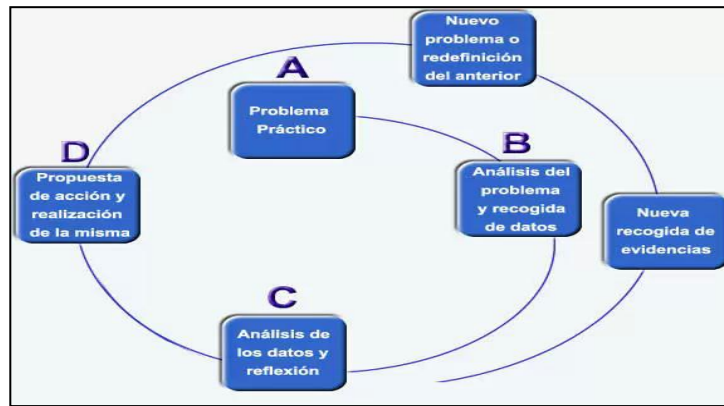 Nuevo
problema o
redefinición
del anterior
A
Problema
Práctico
B
Análisis del
problema
y recogida
de datos
D
Propuesta
de acción y
realización
de la misma
Nueva
recogida de
evidencias
C
Análisis de
los datos y
reflexión